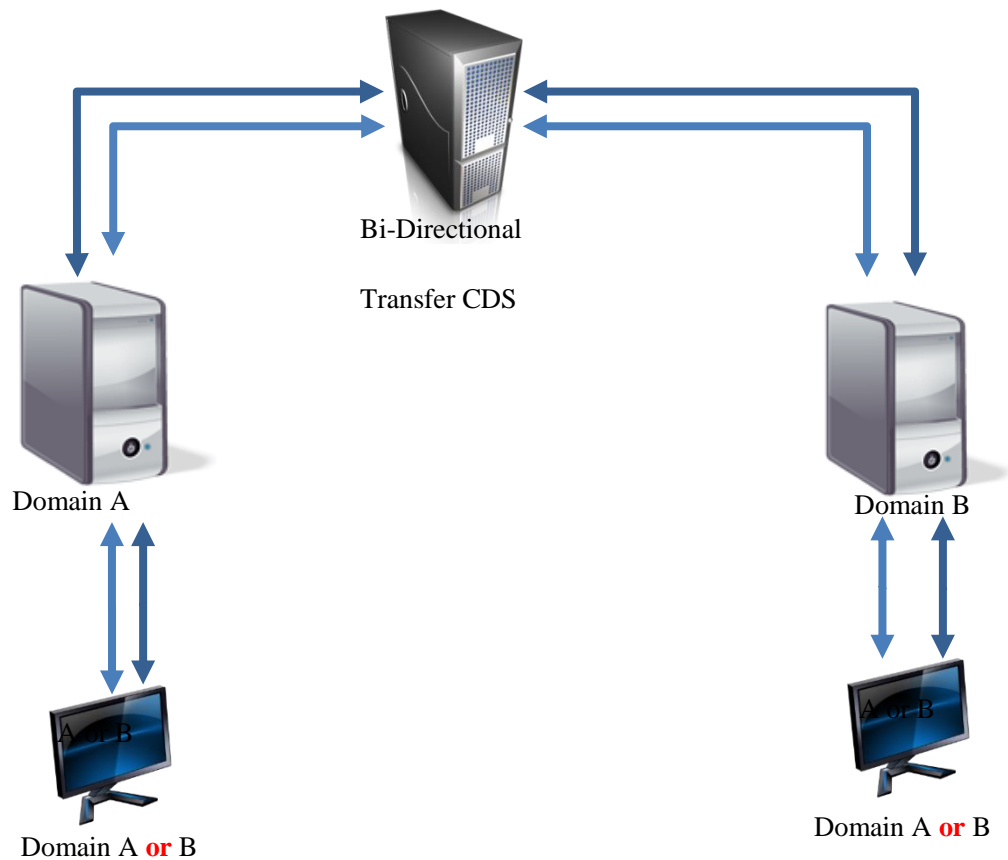 Bi-Directional
Transfer CDS
Domain A
Domain B
A or B
A or B
Domain A or B
Domain A or B